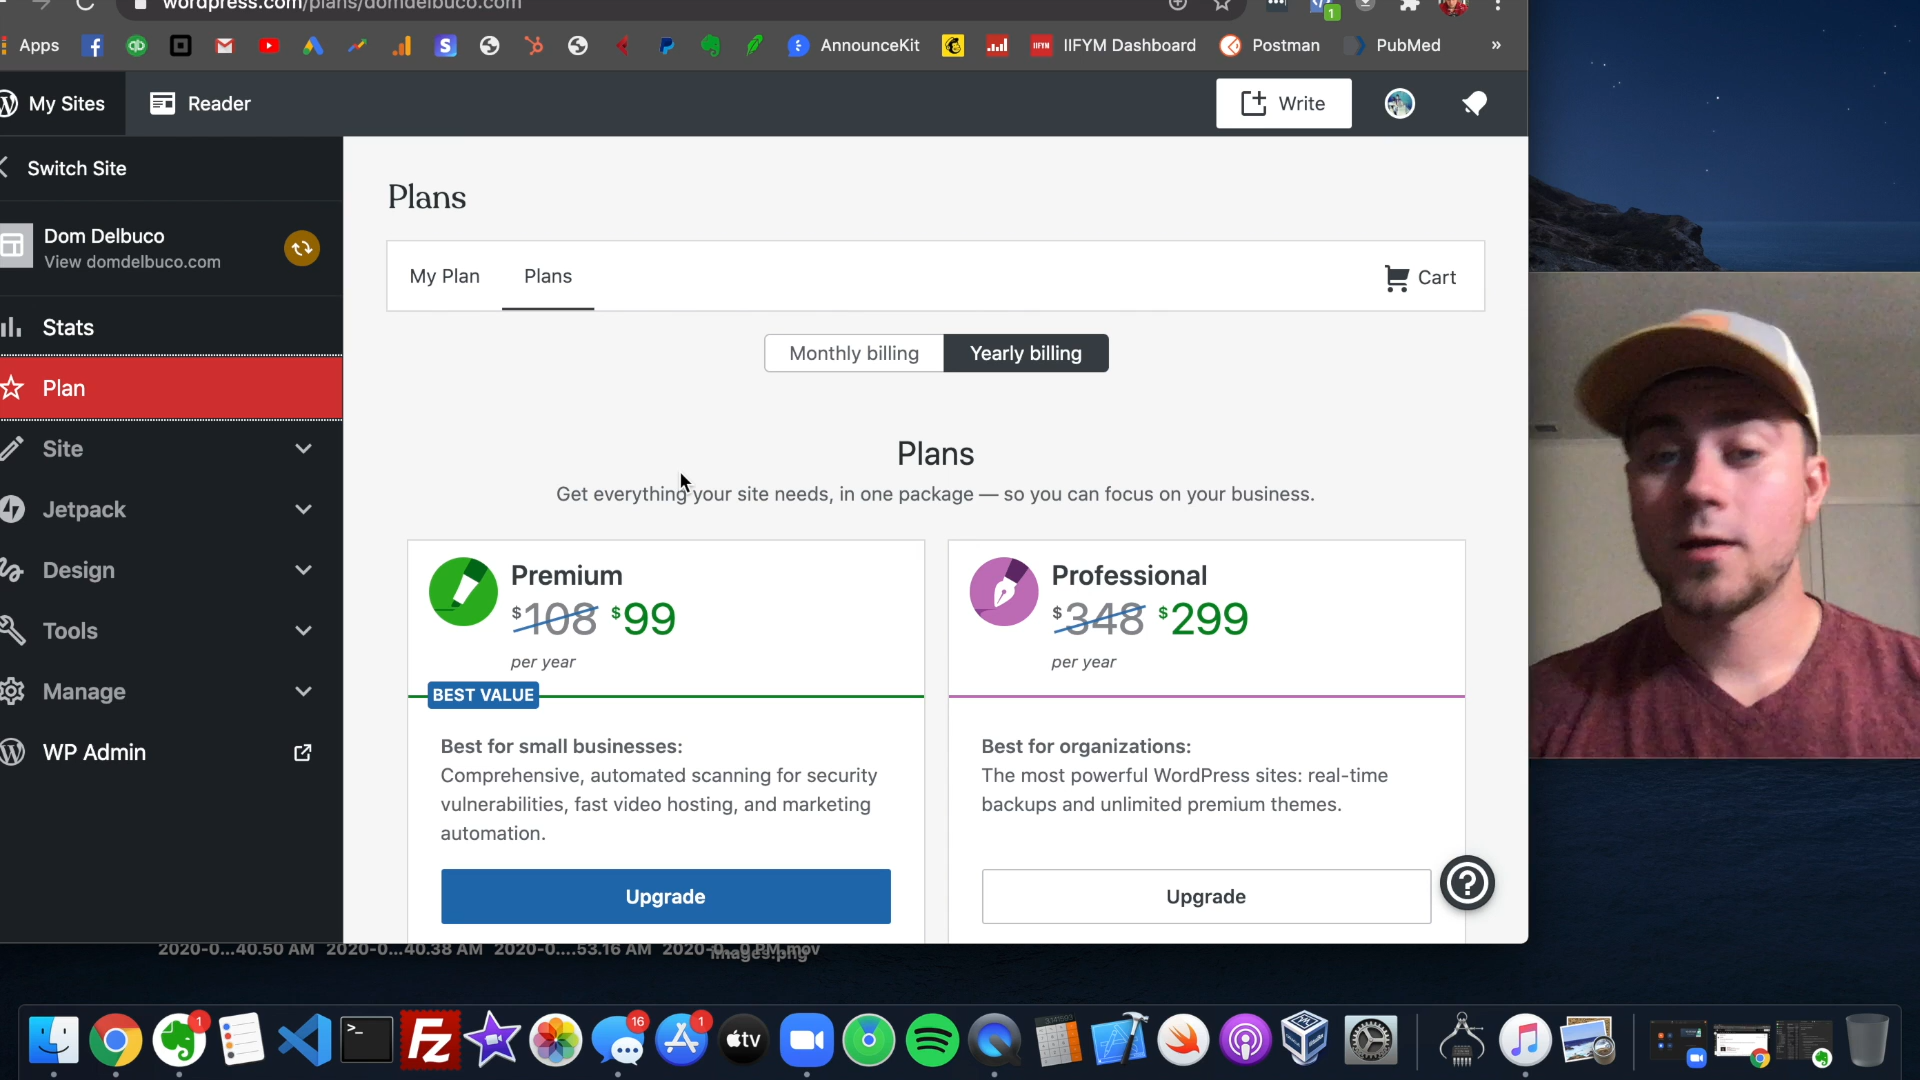 wordpress.com/plans/domdelbuco.com
1
Apps
AnnounceKit
IIFYM
IIFYM Dashboard
Postman
PubMed
»
My Sites
Reader
Write
Switch Site
Dom Delbuco
View domdelbuco.com
Stats
Plan
Site
Jetpack
Design
Tools
Manage
WP Admin
Plans
My Plan
Plans
Cart
Monthly billing
Yearly billing
Plans
Get everything your site needs, in one package — so you can focus on your business.
Premium
$108 $99
per year
BEST VALUE
Best for small businesses:
Comprehensive, automated scanning for security
vulnerabilities, fast video hosting, and marketing
automation.
Upgrade
Professional
$348 $299
per year
Best for organizations:
The most powerful WordPress sites: real-time
backups and unlimited premium themes.
Upgrade
2020-0...40.50 AM 2020-0...40.38 AM 2020-0....53.16 AM
images.png
1
16
1
tv